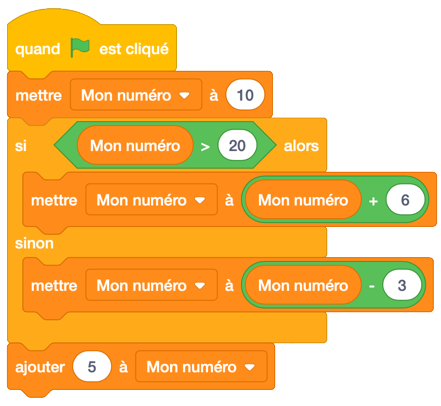 quand est cliqué
mettre Mon numéro à 10
si Mon numéro > 20 alors
mettre Mon numéro à Mon numéro + 6
sinon
mettre Mon numéro à Mon numéro - 3
ajouter 5 à Mon numéro